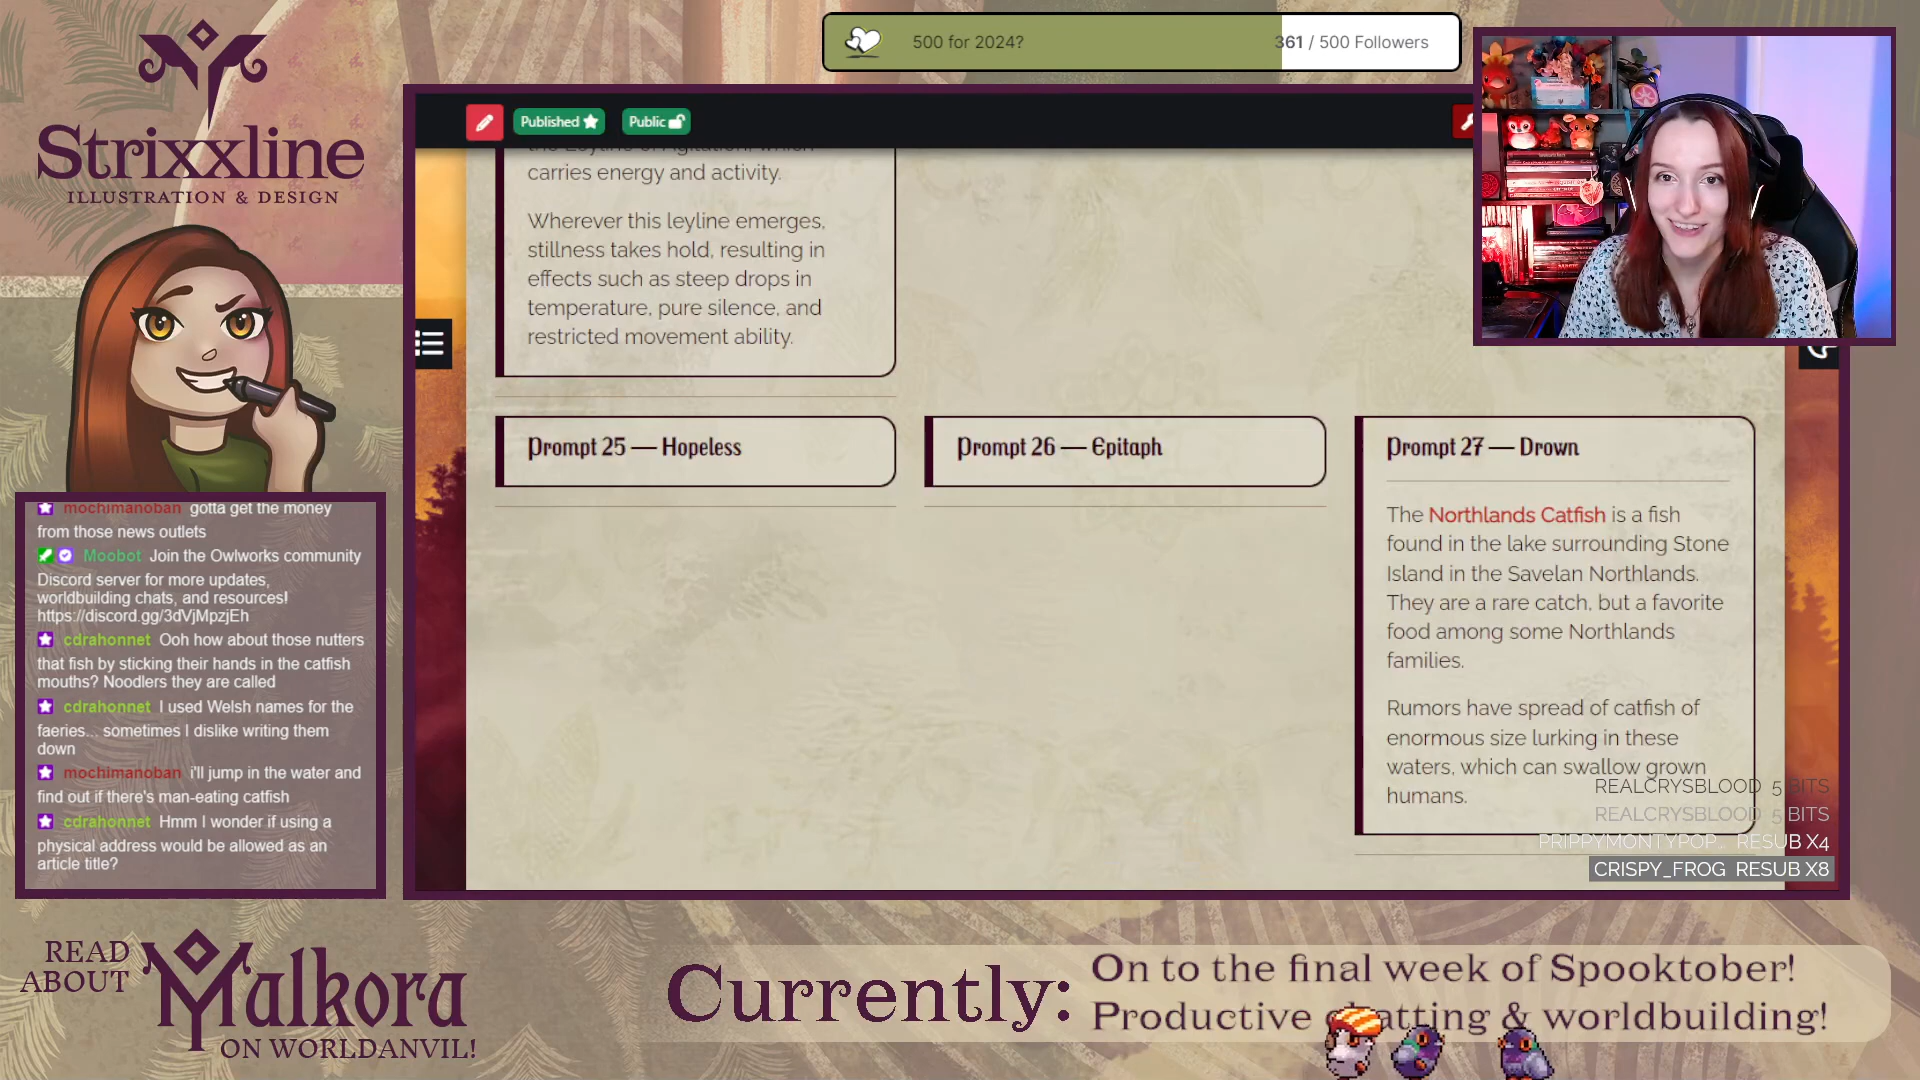 Strixxline
ILLUSTRATION & DESIGN
500 for 2024?
361 / 500 Followers
Published
Public
carries energy and activity.
Wherever this leyline emerges,
stillness takes hold, resulting in
effects such as steep drops in
temperature, pure silence, and
restricted movement ability.
Prompt 25 — Hopeless
Prompt 26 — Epitaph
Prompt 27 — Drown
The Northlands Catfish is a fish
found in the lake surrounding Stone
Island in the Savelan Northlands.
They are a rare catch, but a favorite
food among some Northlands
families.
Rumors have spread of catfish of
enormous size lurking in these
waters, which can swallow grown
humans.
REALCRYSBLOOD 5 BITS
REALCRYSBLOOD 5 BITS
PRIPPYMONTYPOP... RESUB X4
CRISPY_FROG RESUB X8
mochimanoban gotta get the money
from those news outlets
Moobot Join the Owlworks community
Discord server for more updates,
worldbuilding chats, and resources!
https://discord.gg/3dVjMpzjEh
cdrahonnet Ooh how about those nutters
that fish by sticking their hands in the catfish
mouths? Noodlers they are called
cdrahonnet I used Welsh names for the
faeries... sometimes I dislike writing them
down
mochimanoban i'll jump in the water and
find out if there's man-eating catfish
cdrahonnet Hmm I wonder if using a
physical address would be allowed as an
article title?
READ
ABOUT
Malkora
ON WORLDANVIL!
Currently:
On to the final week of Spooktober!
Productive chatting & worldbuilding!